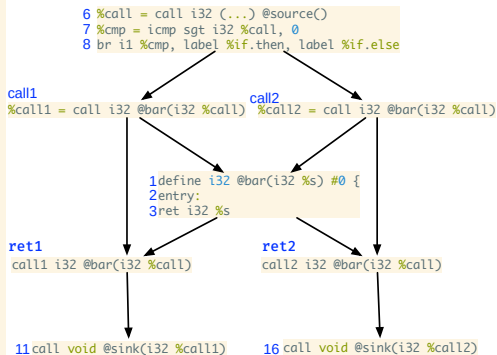 6 %call = call i32 (...) @source()
7 %cmp = icmp sgt i32 %call, 0
8 br i1 %cmp, label %if.then, label %if.else
call1
%call1 = call i32 @bar(i32 %call)
call2
%call2 = call i32 @bar(i32 %call)
1 define i32 @bar(i32 %s) #0 {
2 entry:
3 ret i32 %s
ret1
call1 i32 @bar(i32 %call)
ret2
call2 i32 @bar(i32 %call)
11 call void @sink(i32 %call1)
16 call void @sink(i32 %call2)